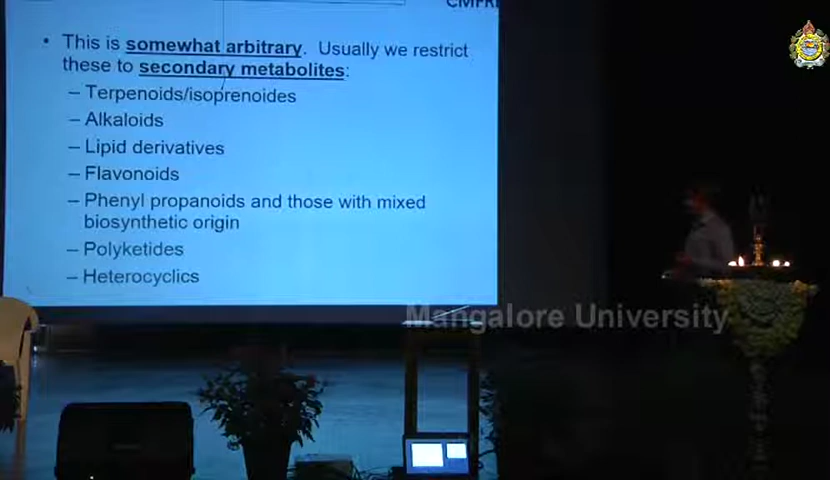 CMFRI
• This is somewhat arbitrary. Usually we restrict
these to secondary metabolites:
– Terpenoids/isoprenoides
– Alkaloids
– Lipid derivatives
– Flavonoids
– Phenyl propanoids and those with mixed
biosynthetic origin
– Polyketides
– Heterocyclics
Mangalore University